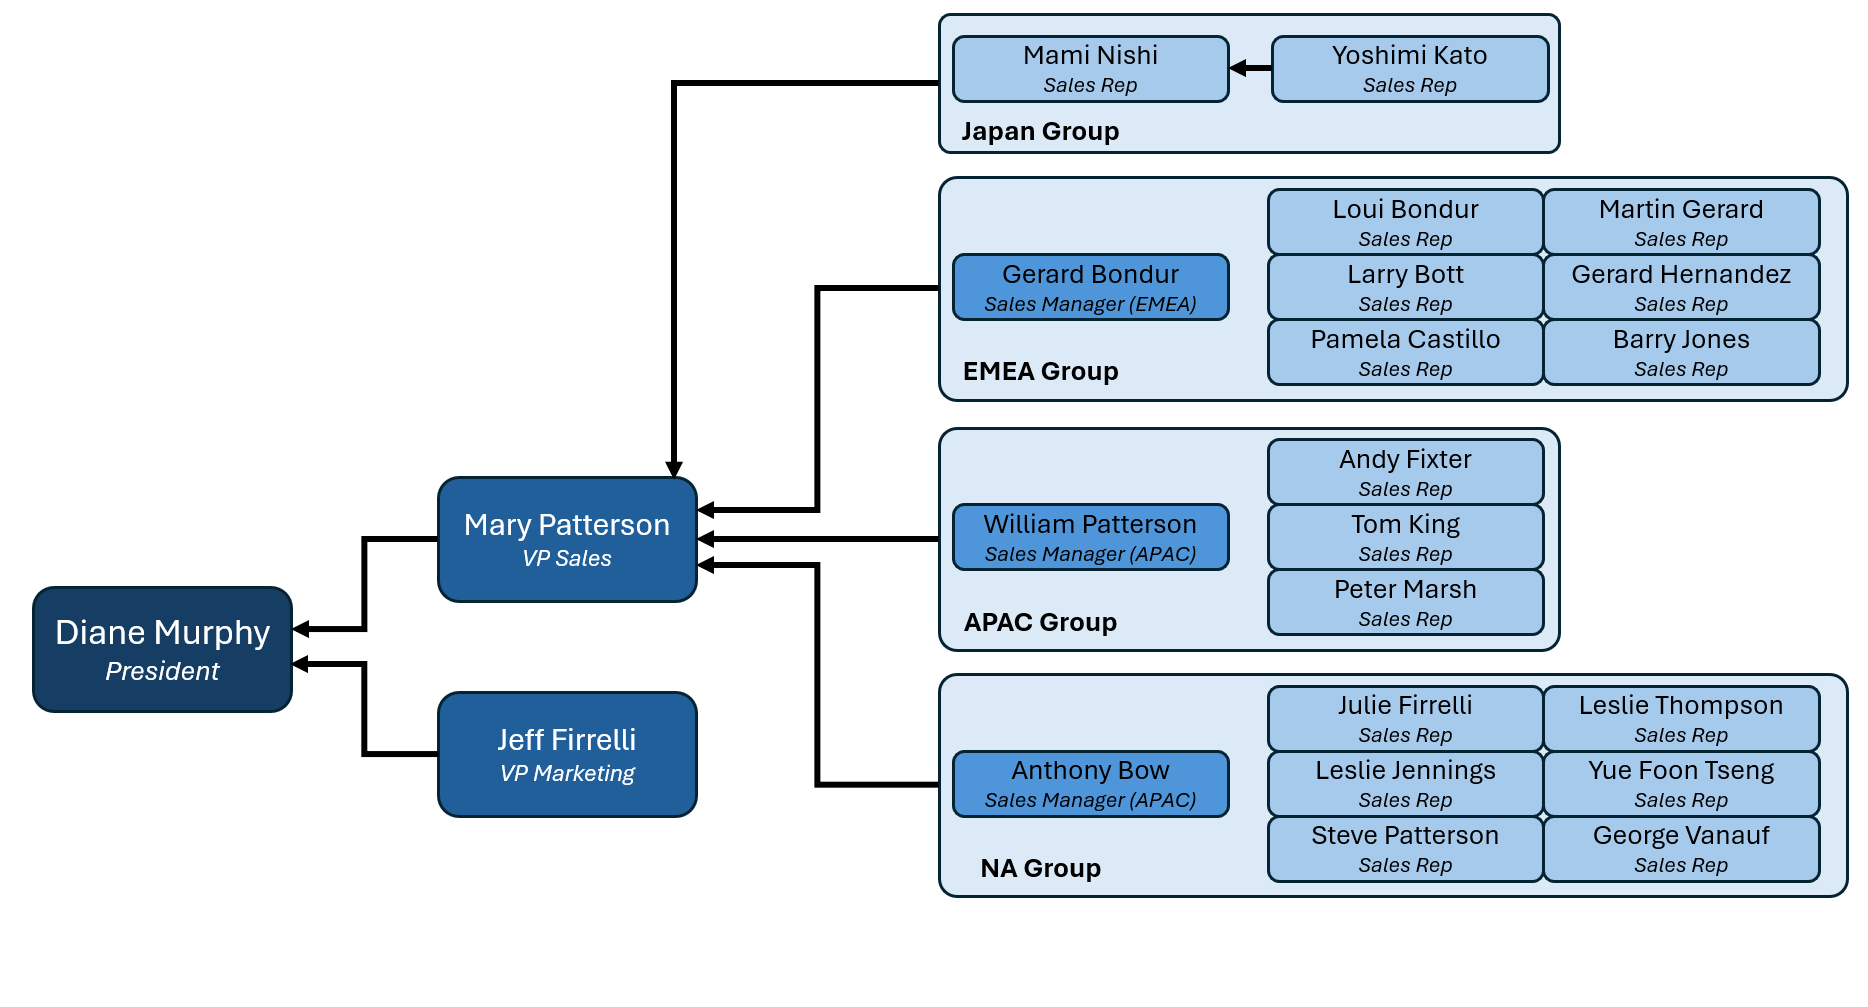 Mami Nishi
Sales Rep
Yoshimi Kato
Sales Rep
Japan Group
Loui Bondur
Sales Rep
Martin Gerard
Sales Rep
Gerard Bondur
Sales Manager (EMEA)
Larry Bott
Sales Rep
Gerard Hernandez
Sales Rep
Pamela Castillo
Sales Rep
Barry Jones
Sales Rep
EMEA Group
Andy Fixter
Sales Rep
William Patterson
Sales Manager (APAC)
Tom King
Sales Rep
Peter Marsh
Sales Rep
APAC Group
Mary Patterson
VP Sales
Diane Murphy
President
Jeff Firrelli
VP Marketing
Julie Firrelli
Sales Rep
Leslie Thompson
Sales Rep
Anthony Bow
Sales Manager (APAC)
Leslie Jennings
Sales Rep
Yue Foon Tseng
Sales Rep
Steve Patterson
Sales Rep
George Vanauf
Sales Rep
NA Group